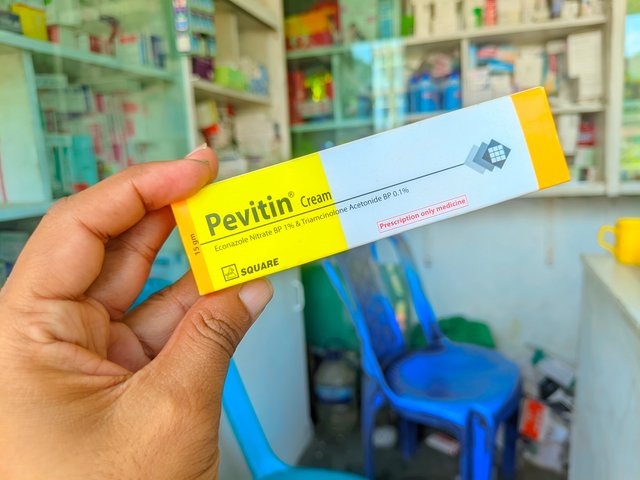 Pevitin® Cream
Econazole Nitrate BP 1% & Triamcinolone Acetonide BP 0.1%
Prescription only medicine
15 gm
SQUARE